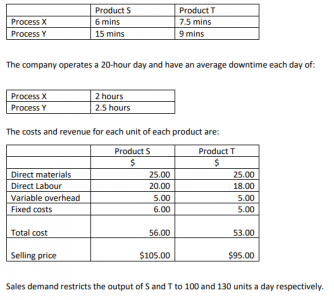 Product S Product T
Process X 6 mins 7.5 mins
Process Y 15 mins 9 mins
The company operates a 20-hour day and have an average downtime each day of:
Process X 2 hours
Process Y 2.5 hours
The costs and revenue for each unit of each product are:
Product S Product T
$ $
Direct materials 25.00 25.00
Direct Labour 20.00 18.00
Variable overhead 5.00 5.00
Fixed costs 6.00 5.00
Total cost 56.00 53.00
Selling price $105.00 $95.00
Sales demand restricts the output of S and T to 100 and 130 units a day respectively.